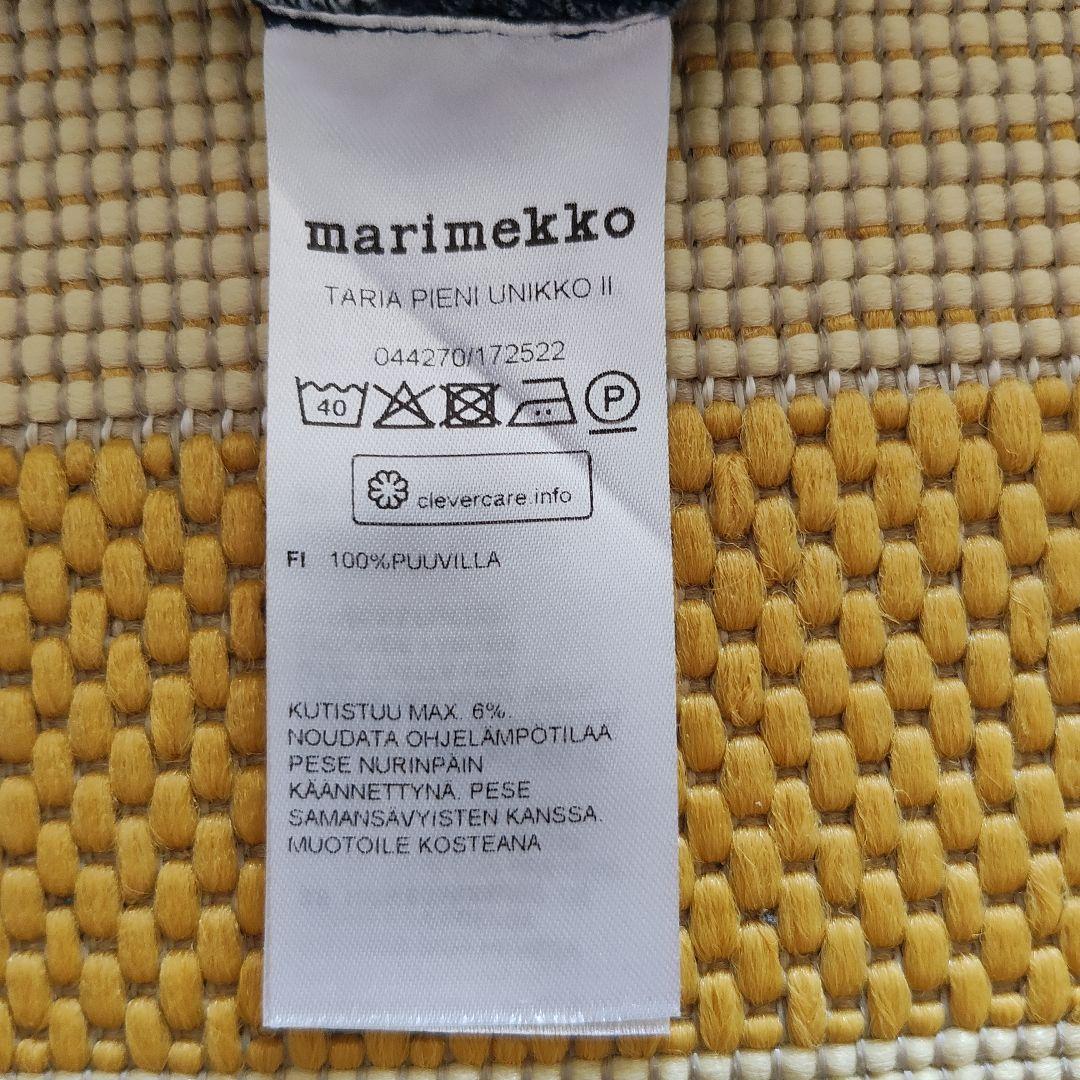 marimekko
TARIA PIENI UNIKKO II
044270/172522
40 P
clevercare.info
FI 100%PUUVILLA
KUTISTUU MAX. 6%.
NOUDATA OHJELÄMPÖTILAA
PESE NURINPÄIN
KÄÄNNETTYNÄ. PESE
SAMANSÄVYISTEN KANSSA.
MUOTOILE KOSTEANA